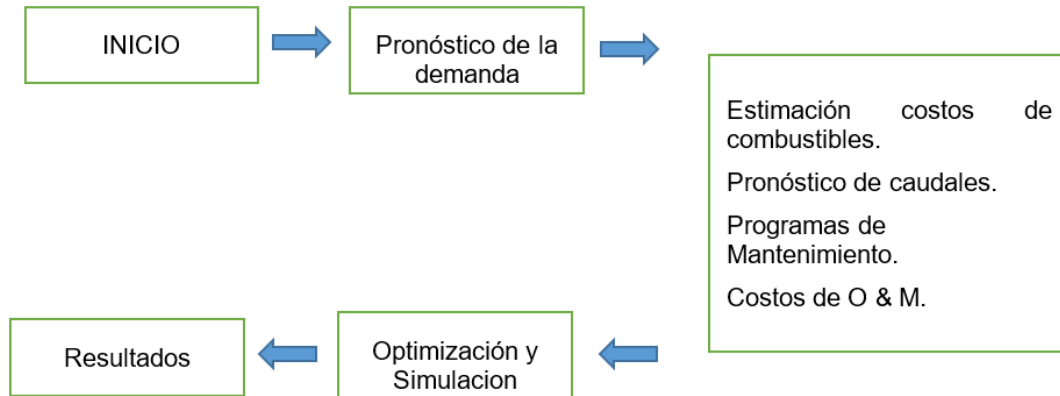 INICIO
Pronóstico de la
demanda
Estimación costos de
combustibles.
Pronóstico de caudales.
Programas de
Mantenimiento.
Costos de O & M.
Optimización y
Simulacion
Resultados